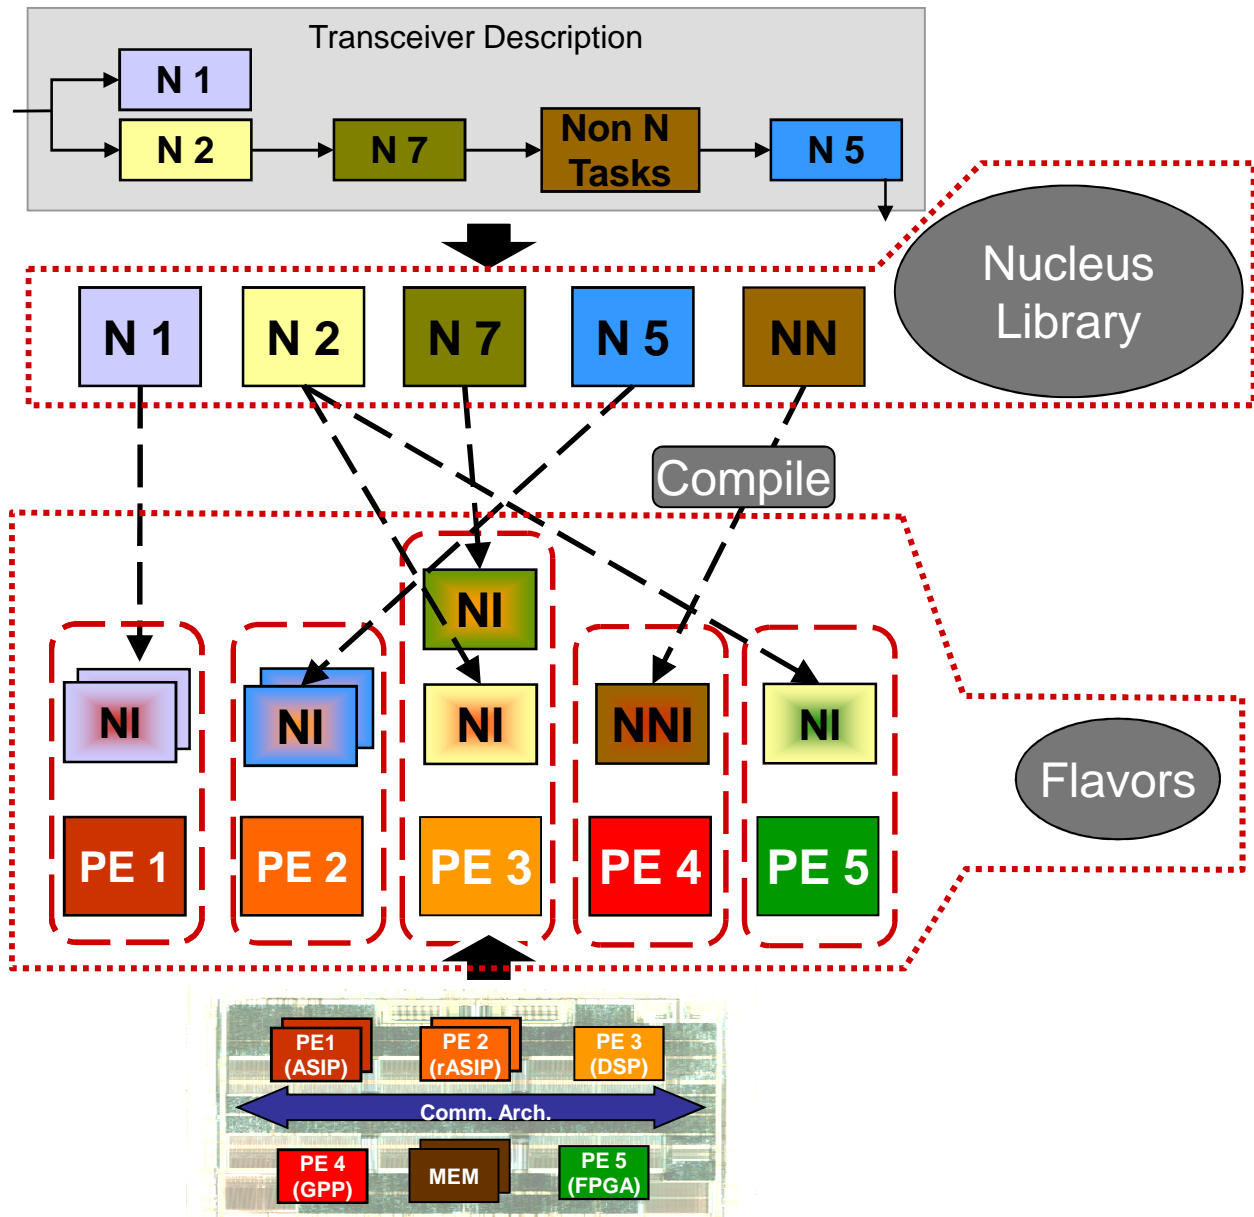 Transceiver Description
N 1
N 2
N 7
Non N
Tasks
N 5
Nucleus
Library
N 1
N 2
N 7
N 5
NN
Compile
NI
NI
NI
NI
NNI
NI
Flavors
PE 1
PE 2
PE 3
PE 4
PE 5
PE1
(ASIP)
PE 2
(rASIP)
PE 3
(DSP)
Comm. Arch.
PE 4
(GPP)
MEM
PE 5
(FPGA)